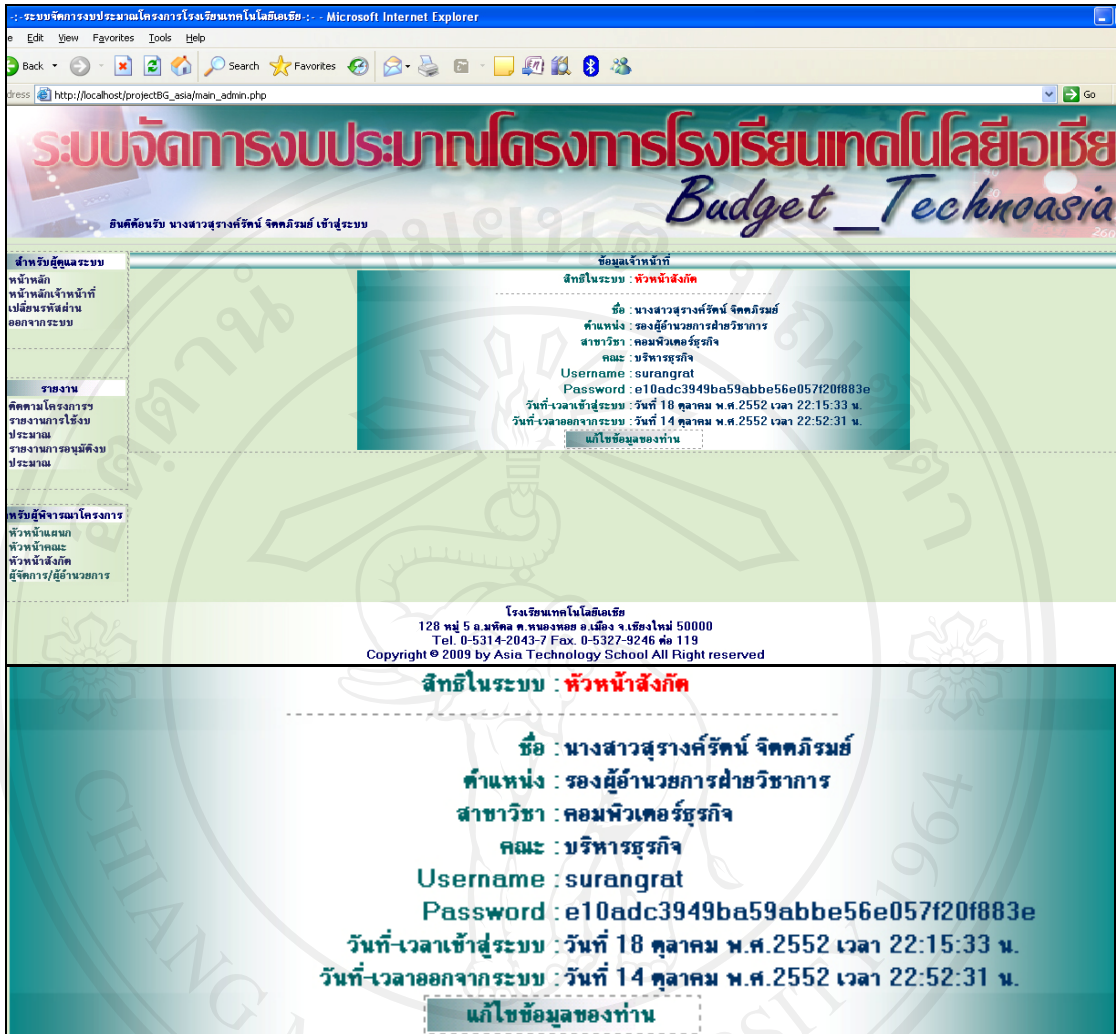 -:-ระบบจัดการงบประมาณโครงการโรงเรียนเทคโนโลยีเอเชีย-:- - Microsoft Internet Explorer
e Edit View Favorites Tools Help
Back Search Favorites
dress http://localhost/projectBG_asia/main_admin.php Go
ระบบจัดการงบประมาณโครงการโรงเรียนเทคโนโลยีเอเชีย
Budget_Technoasia
ยินดีต้อนรับ นางสาวสุรางค์รัตน์ จิตตภิรมย์ เข้าสู่ระบบ
สำหรับผู้ดูแลระบบ
หน้าหลัก
หน้าหลักเจ้าหน้าที่
เปลี่ยนรหัสผ่าน
ออกจากระบบ
รายงาน
ติดตามโครงการฯ
รายงานการใช้งบ
ประมาณ
รายงานการอนุมัติงบ
ประมาณ
หรับผู้พิจารณาโครงการ
หัวหน้าแผนก
หัวหน้าคณะ
หัวหน้าสังกัด
ผู้จัดการ/ผู้อำนวยการ
ข้อมูลเจ้าหน้าที่
สิทธิในระบบ : หัวหน้าสังกัด
ชื่อ : นางสาวสุรางค์รัตน์ จิตตภิรมย์
ตำแหน่ง : รองผู้อำนวยการฝ่ายวิชาการ
สาขาวิชา : คอมพิวเตอร์ธุรกิจ
คณะ : บริหารธุรกิจ
Username : surangrat
Password : e10adc3949ba59abbe56e057f20f883e
วันที่-เวลาเข้าสู่ระบบ : วันที่ 18 ตุลาคม พ.ศ.2552 เวลา 22:15:33 น.
วันที่-เวลาออกจากระบบ : วันที่ 14 ตุลาคม พ.ศ.2552 เวลา 22:52:31 น.
แก้ไขข้อมูลของท่าน
โรงเรียนเทคโนโลยีเอเชีย
128 หมู่ 5 ถ.มหิดล ต.หนองหอย อ.เมือง จ.เชียงใหม่ 50000
Tel. 0-5314-2043-7 Fax. 0-5327-9246 ต่อ 119
Copyright © 2009 by Asia Technology School All Right reserved
สิทธิในระบบ : หัวหน้าสังกัด
ชื่อ : นางสาวสุรางค์รัตน์ จิตตภิรมย์
ตำแหน่ง : รองผู้อำนวยการฝ่ายวิชาการ
สาขาวิชา : คอมพิวเตอร์ธุรกิจ
คณะ : บริหารธุรกิจ
Username : surangrat
Password : e10adc3949ba59abbe56e057f20f883e
วันที่-เวลาเข้าสู่ระบบ : วันที่ 18 ตุลาคม พ.ศ.2552 เวลา 22:15:33 น.
วันที่-เวลาออกจากระบบ : วันที่ 14 ตุลาคม พ.ศ.2552 เวลา 22:52:31 น.
แก้ไขข้อมูลของท่าน